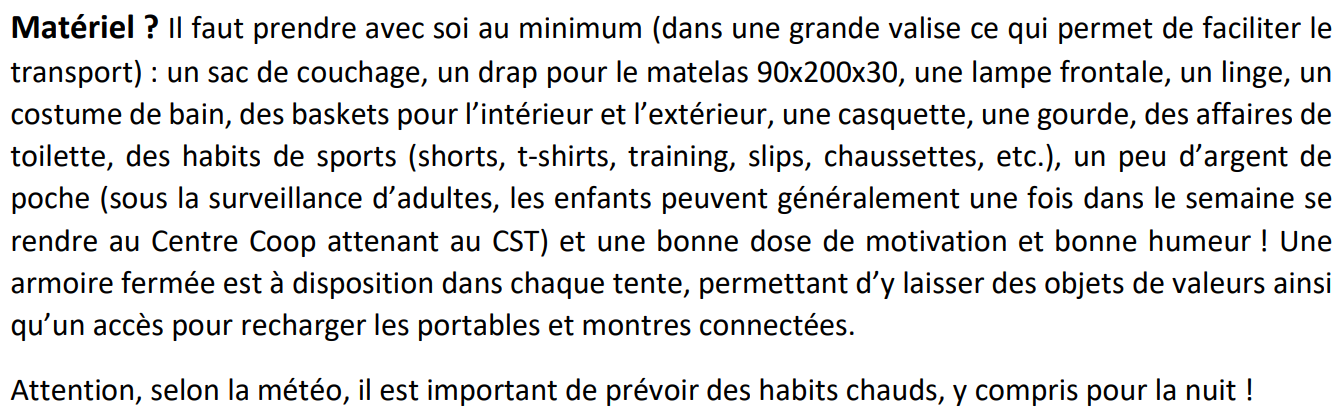 Matériel ? Il faut prendre avec soi au minimum (dans une grande valise ce qui permet de faciliter le
transport) : un sac de couchage, un drap pour le matelas 90x200x30, une lampe frontale, un linge, un
costume de bain, des baskets pour l’intérieur et l’extérieur, une casquette, une gourde, des affaires de
toilette, des habits de sports (shorts, t-shirts, training, slips, chaussettes, etc.), un peu d’argent de
poche (sous la surveillance d’adultes, les enfants peuvent généralement une fois dans le semaine se
rendre au Centre Coop attenant au CST) et une bonne dose de motivation et bonne humeur ! Une
armoire fermée est à disposition dans chaque tente, permettant d’y laisser des objets de valeurs ainsi
qu’un accès pour recharger les portables et montres connectées.
Attention, selon la météo, il est important de prévoir des habits chauds, y compris pour la nuit !